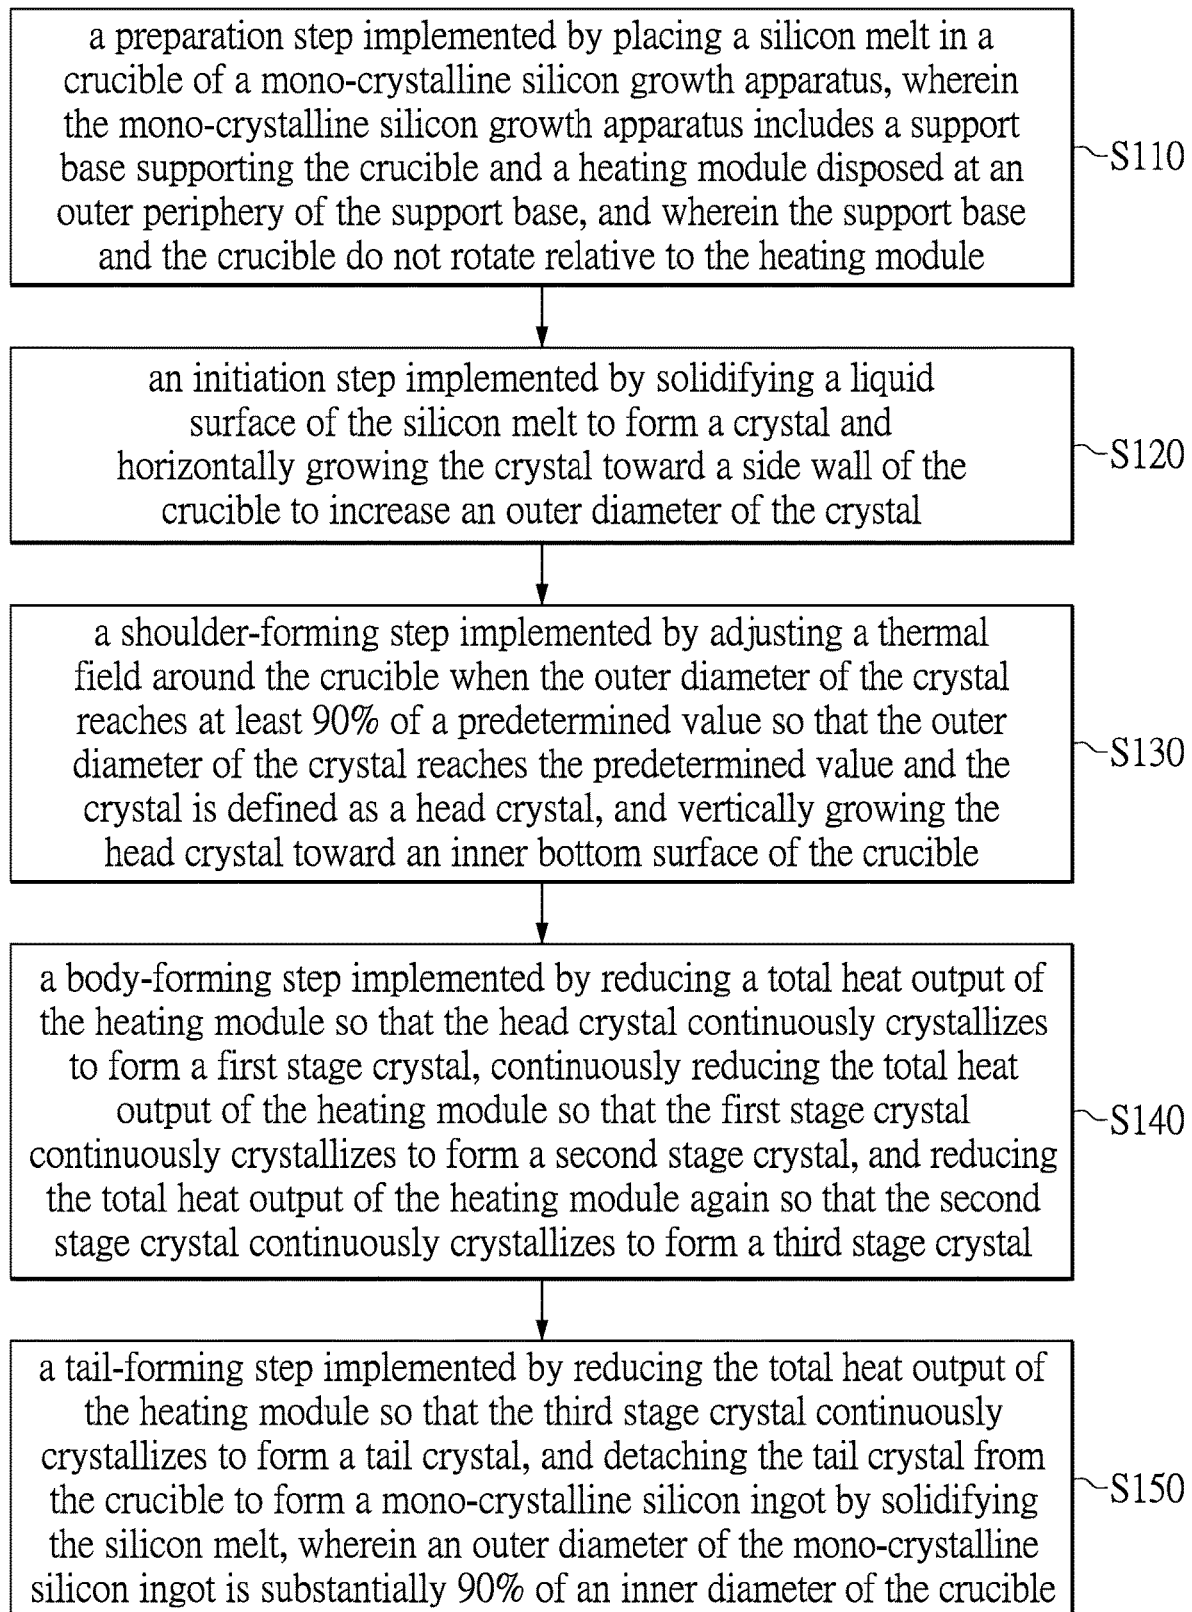 a preparation step implemented by placing a silicon melt in a
crucible of a mono-crystalline silicon growth apparatus, wherein
the mono-crystalline silicon growth apparatus includes a support
base supporting the crucible and a heating module disposed at an
outer periphery of the support base, and wherein the support base
and the crucible do not rotate relative to the heating module
S110
an initiation step implemented by solidifying a liquid
surface of the silicon melt to form a crystal and
horizontally growing the crystal toward a side wall of the
crucible to increase an outer diameter of the crystal
S120
a shoulder-forming step implemented by adjusting a thermal
field around the crucible when the outer diameter of the crystal
reaches at least 90% of a predetermined value so that the outer
diameter of the crystal reaches the predetermined value and the
crystal is defined as a head crystal, and vertically growing the
head crystal toward an inner bottom surface of the crucible
S130
a body-forming step implemented by reducing a total heat output of
the heating module so that the head crystal continuously crystallizes
to form a first stage crystal, continuously reducing the total heat
output of the heating module so that the first stage crystal
continuously crystallizes to form a second stage crystal, and reducing
the total heat output of the heating module again so that the second
stage crystal continuously crystallizes to form a third stage crystal
S140
a tail-forming step implemented by reducing the total heat output of
the heating module so that the third stage crystal continuously
crystallizes to form a tail crystal, and detaching the tail crystal from
the crucible to form a mono-crystalline silicon ingot by solidifying
the silicon melt, wherein an outer diameter of the mono-crystalline
silicon ingot is substantially 90% of an inner diameter of the crucible
S150